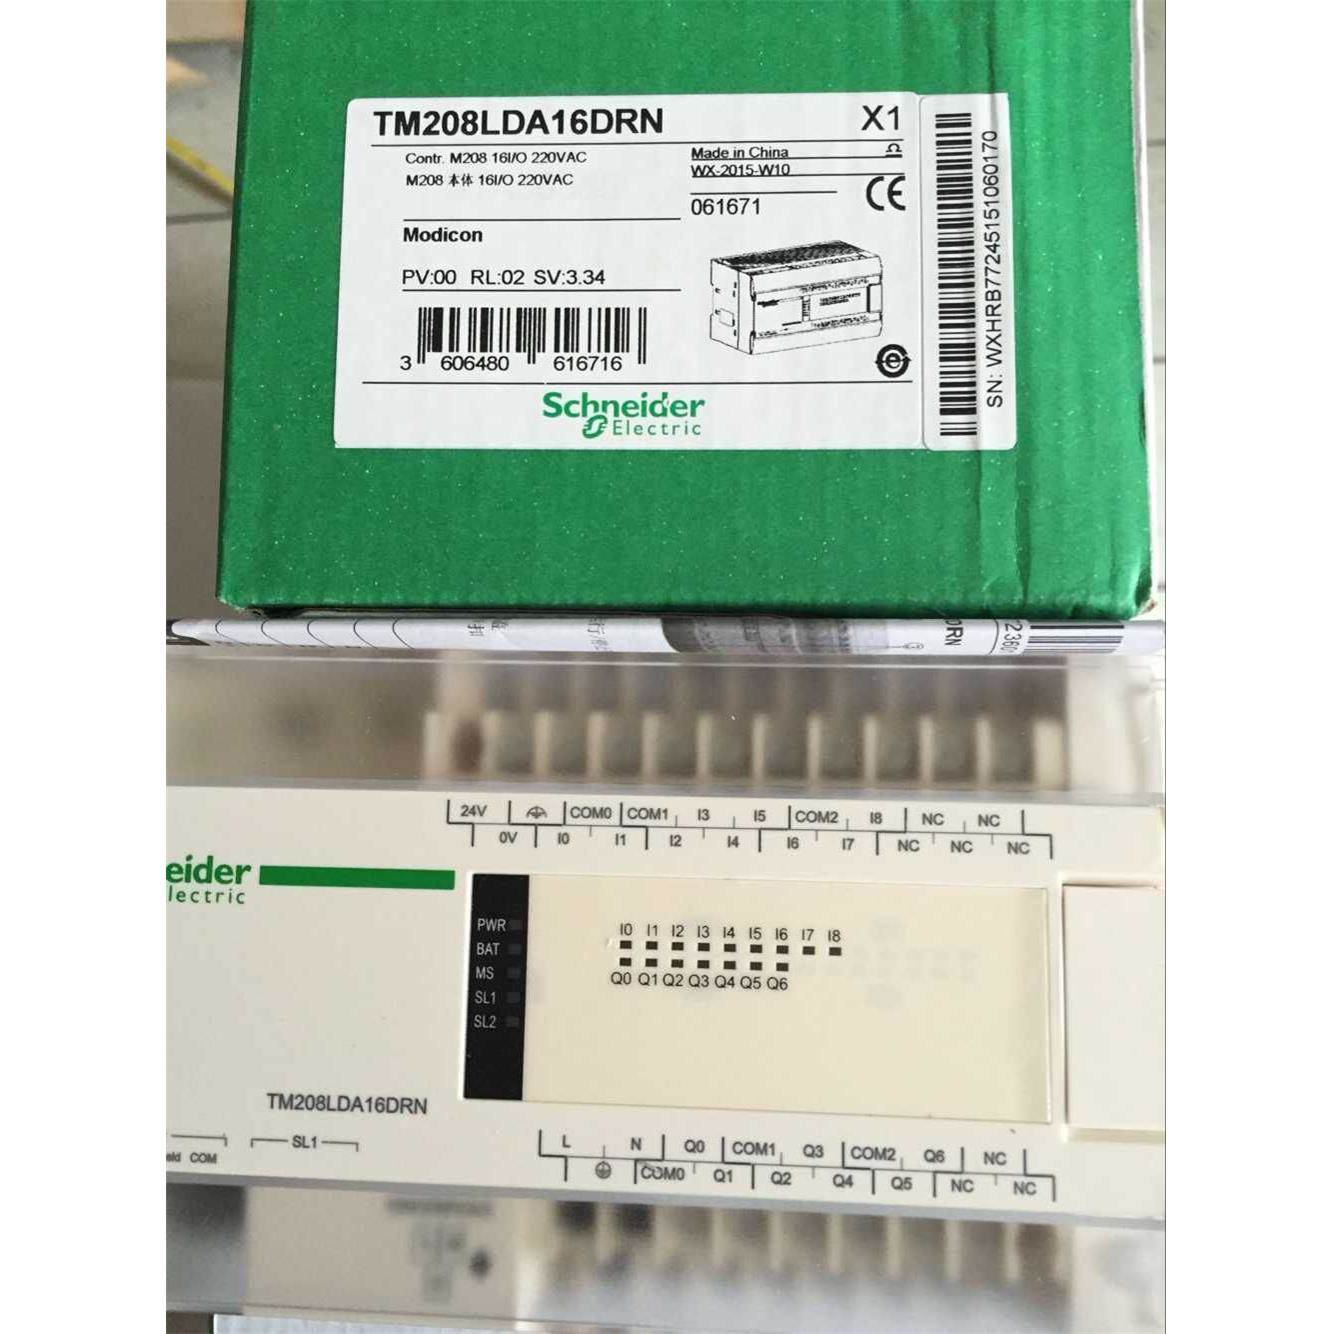 TM208LDA16DRN X1
Contr. M208 16I/O 220VAC
M208 本体 16I/O 220VAC
Made in China
WX-2015-W10
061671
CE
Modicon
PV:00 RL:02 SV:3.34
3 606480 616716
Schneider
Electric
SN: WXHRB7724515151060170
24V COM0 COM1 I3 I5 COM2 I8 NC NC
0V I0 I1 I2 I4 I6 I7 NC NC NC
eider
lectric
PWR
BAT
MS
SL1
SL2
I0 I1 I2 I3 I4 I5 I6 I7 I8
Q0 Q1 Q2 Q3 Q4 Q5 Q6
TM208LDA16DRN
SL1
eld COM
L N Q0 COM1 Q3 COM2 Q6 NC
COM0 Q1 Q2 Q4 Q5 NC NC